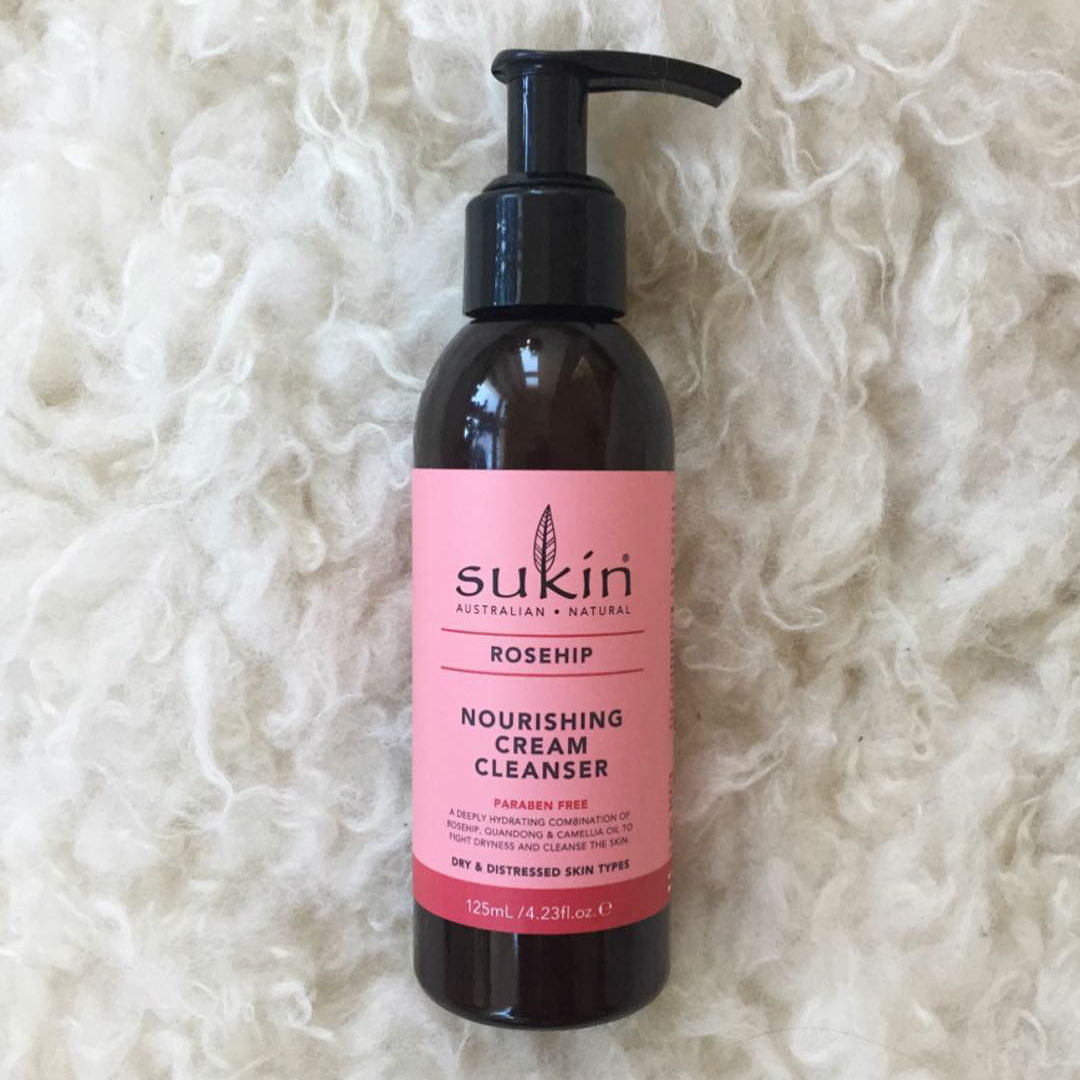 sukin®
AUSTRALIAN • NATURAL
ROSEHIP
NOURISHING
CREAM
CLEANSER
PARABEN FREE
A DEEPLY HYDRATING COMBINATION OF
ROSEHIP, QUANDONG & CAMELLIA OIL TO
FIGHT DRYNESS AND CLEANSE THE SKIN
DRY & DISTRESSED SKIN TYPES
125mL /4.23fl.oz. ℮